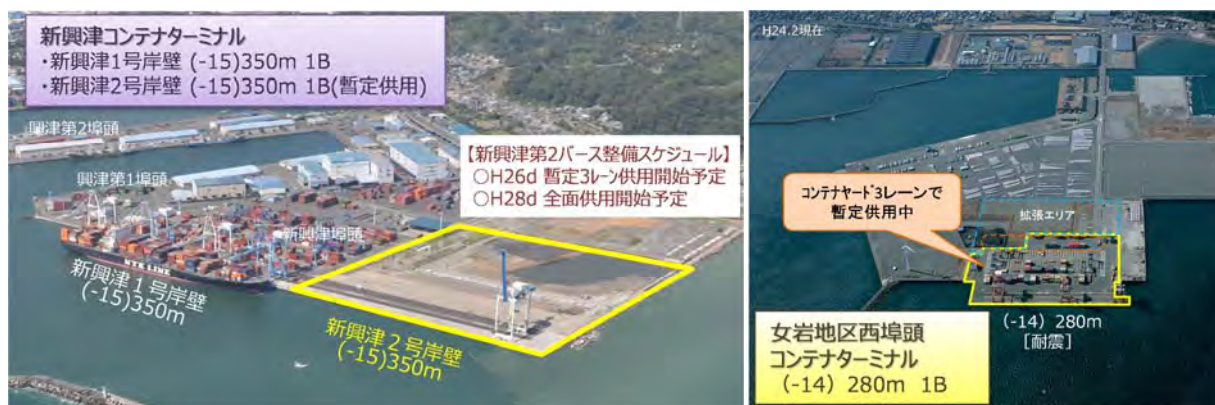 新興津コンテナターミナル
・新興津1号岸壁 (-15)350m 1B
・新興津2号岸壁 (-15)350m 1B(暫定供用)
興津第2埠頭
興津第1埠頭
新興津埠頭
【新興津第2バース整備スケジュール】
○H26d 暫定3レーン供用開始予定
○H28d 全面供用開始予定
NYK LINE
新興津1号岸壁
(-15)350m
新興津2号岸壁
(-15)350m
H24.2現在
コンテナヤード3レーンで
暫定供用中
拡張エリア
(-14) 280m
[耐震]
女岩地区西埠頭
コンテナターミナル
(-14) 280m 1B